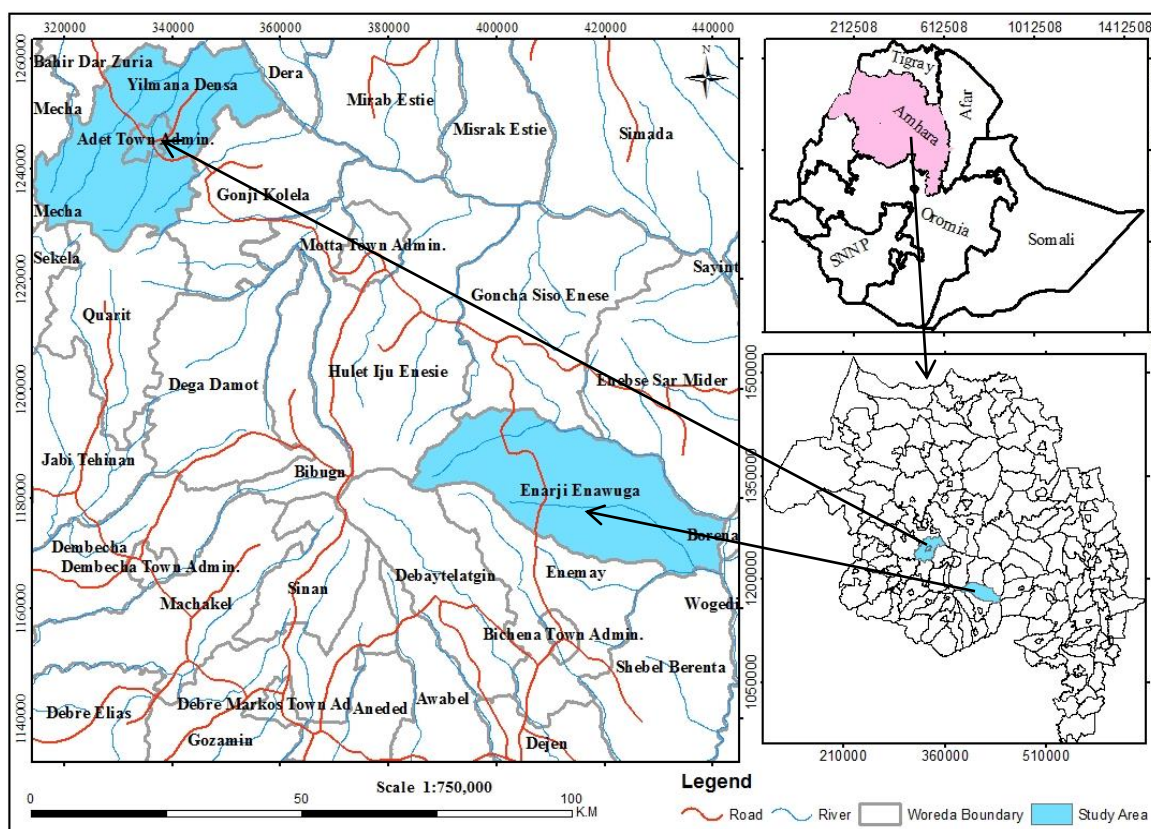 320000 340000 360000 380000 400000 420000 440000
1260000
1240000
1220000
1200000
1180000
1160000
1140000
Bahir Dar Zuria
Yilmana Densa
Dera
N
Mecha
Mirab Estie
Misrak Estie
Simada
Adet Town Admin.
Gonji Kolela
Mecha
Sekela
Motta Town Admin.
Sayint
Quarit
Goncha Siso Enese
Dega Damot
Hulet Iju Enesie
Enebse Sar Mider
Jabi Tehinan
Bibugn
Enarji Enawuga
Borena
Dembecha
Dembecha Town Admin.
Enemay
Sinan
Debaytelatgin
Machakel
Wogedi
Bichena Town Admin.
Shebel Berenta
Debre Elias
Debre Markos Town Ad
Aneded
Awabel
Gozamin
Dejen
Scale 1:750,000
0 50 100
K.M
212508 612508 1012508 1412508
Tigray
Afar
Amhara
Oromia
SNNP
Somali
1500000
1350000
1200000
1050000
210000 360000 510000
Legend
Road River Woreda Boundary Study Area